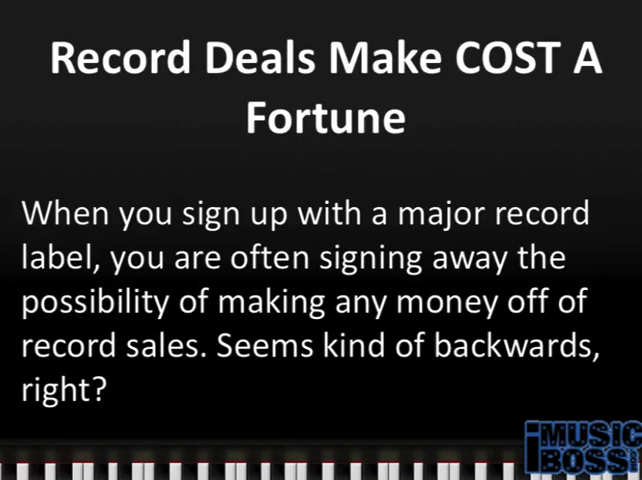 Record Deals Make COST A
Fortune
When you sign up with a major record
label, you are often signing away the
possibility of making any money off of
record sales. Seems kind of backwards,
right?
iMUSIC
BOSS